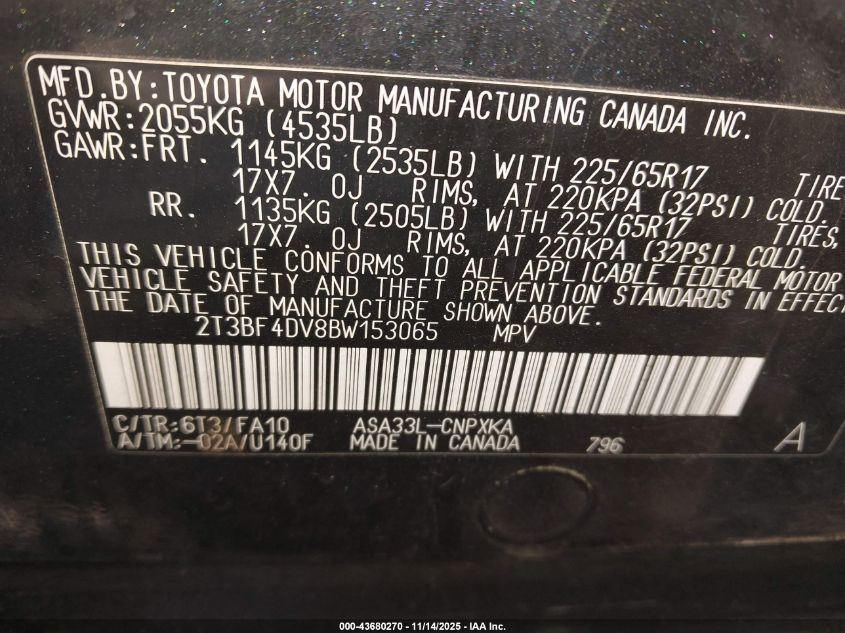 MFD.BY:TOYOTA MOTOR MANUFACTURING CANADA INC.
GVWR:2055KG (4535LB)
GAWR:FRT. 1145KG (2535LB) WITH 225/65R17 TIRE
17X7. 0J RIMS, AT 220KPA (32PSI) COLD.
RR. 1135KG (2505LB) WITH 225/65R17 TIRES,
17X7. 0J RIMS, AT 220KPA (32PSI) COLD.
THIS VEHICLE CONFORMS TO ALL APPLICABLE FEDERAL MOTOR
VEHICLE SAFETY AND THEFT PREVENTION STANDARDS IN EFFECT
THE DATE OF MANUFACTURE SHOWN ABOVE.
2T3BF4DV8BW153065 MPV
C/TR:6T3/FA10 ASA33L-CNPXKA
A/TM:-02A/U140F MADE IN CANADA 796 A
000-43680270 - 11/14/2025 - IAA Inc.